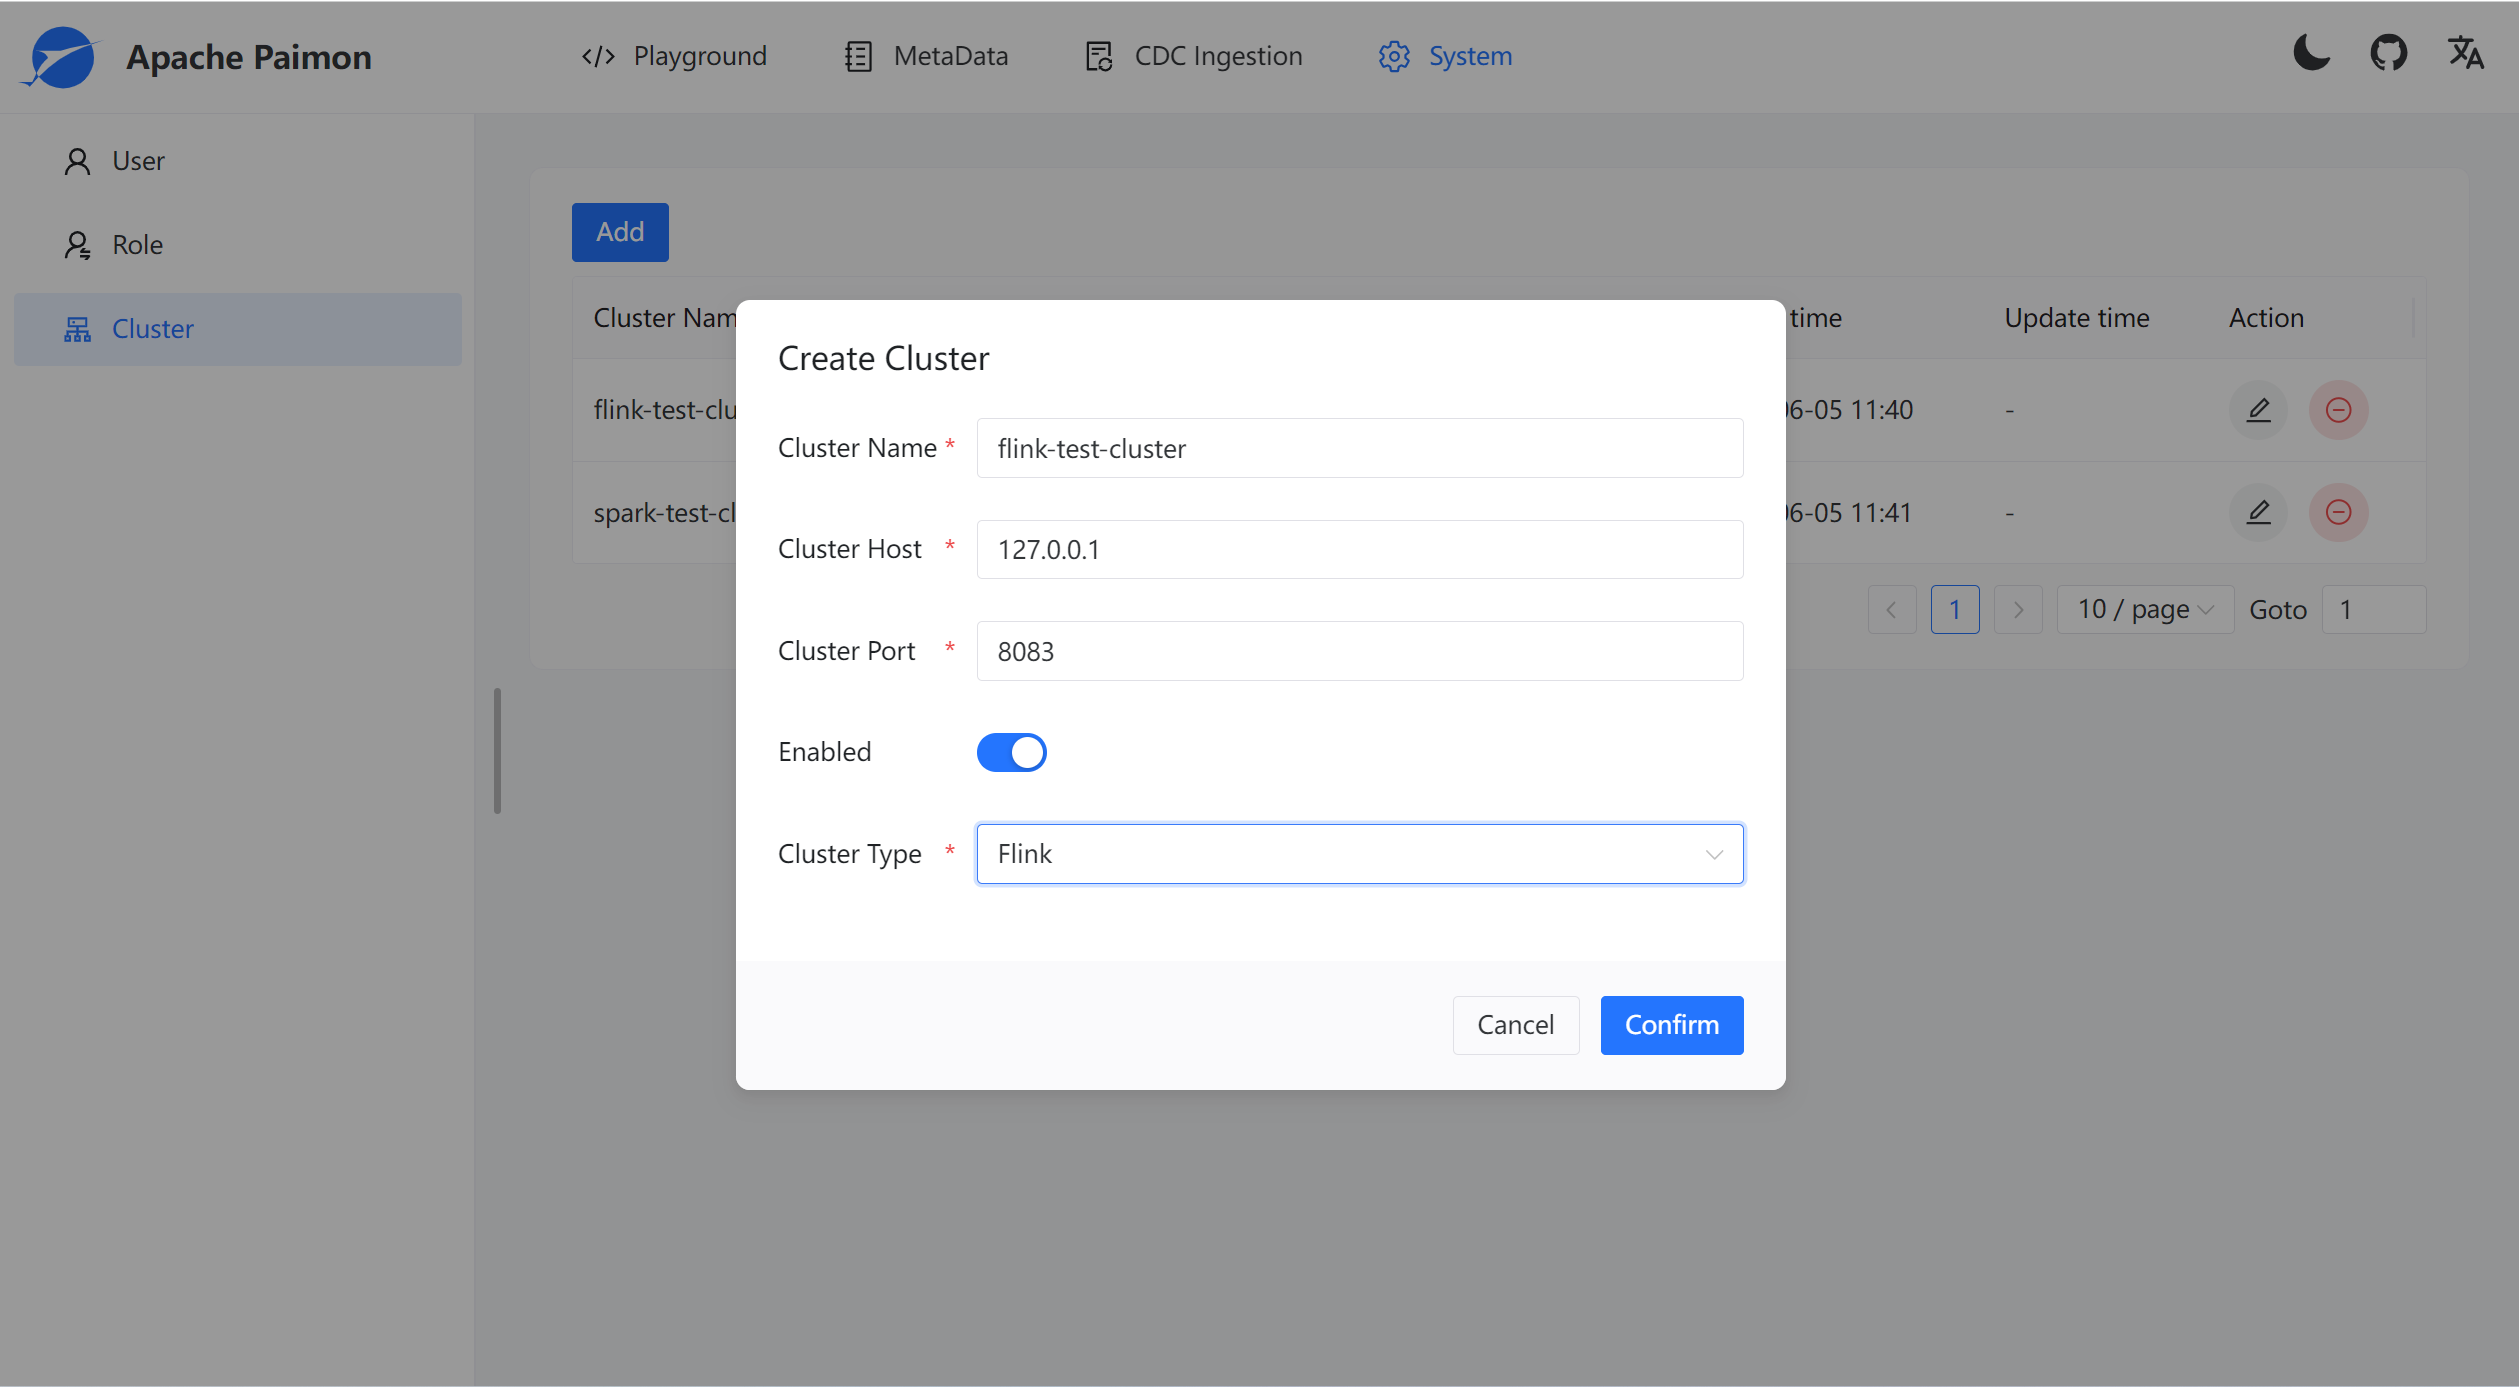 Apache Paimon
Playground
MetaData
CDC Ingestion
System
User
Role
Cluster
Add
Cluster Nam
time
Update time
Action
flink-test-clu
06-05 11:40
-
spark-test-cl
06-05 11:41
-
1
10 / page
Goto
1
Create Cluster
Cluster Name *
flink-test-cluster
Cluster Host *
127.0.0.1
Cluster Port *
8083
Enabled
Cluster Type *
Flink
Cancel
Confirm